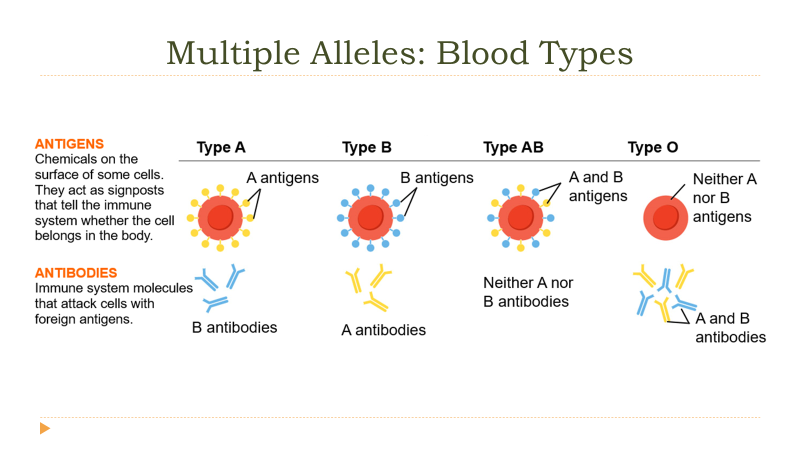 Multiple Alleles: Blood Types
ANTIGENS
Chemicals on the
surface of some cells.
They act as signposts
that tell the immune
system whether the cell
belongs in the body.
ANTIBODIES
Immune system molecules
that attack cells with
foreign antigens.
Type A
A antigens
B antibodies
Type B
B antigens
A antibodies
Type AB
A and B
antigens
Neither A nor
B antibodies
Type O
Neither A
nor B
antigens
A and B
antibodies